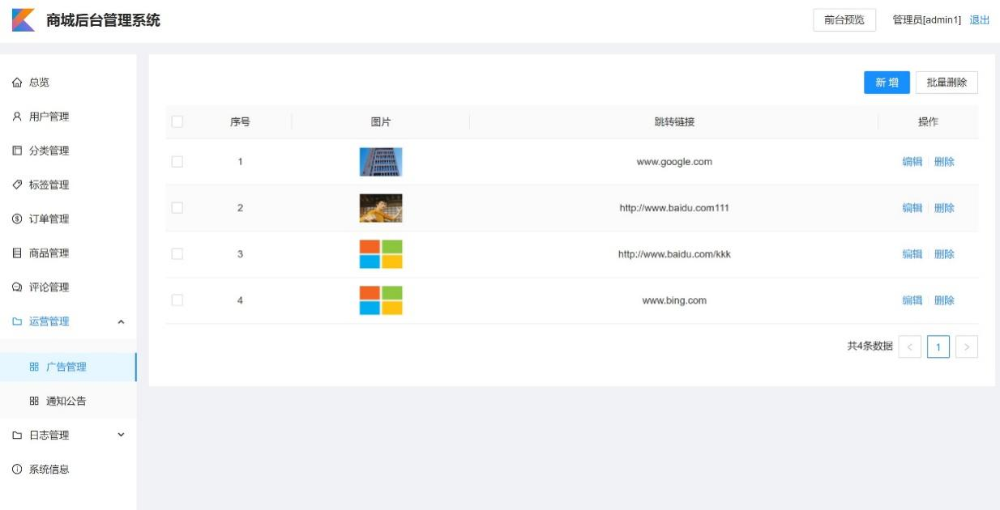 商城后台管理系统
前台预览 管理员[admin1] 退出
总览
用户管理
分类管理
标签管理
订单管理
商品管理
评论管理
运营管理
广告管理
通知公告
日志管理
系统信息
新 增 批量删除
序号 图片 跳转链接 操作
1 www.google.com 编辑 删除
2 http://www.baidu.com111 编辑 删除
3 http://www.baidu.com/kkk 编辑 删除
4 www.bing.com 编辑 删除
共4条数据 < 1 >